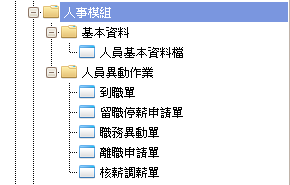 人事模組
基本資料
人員基本資料檔
人員異動作業
到職單
留職停薪申請單
職務異動單
離職申請單
核薪調薪單